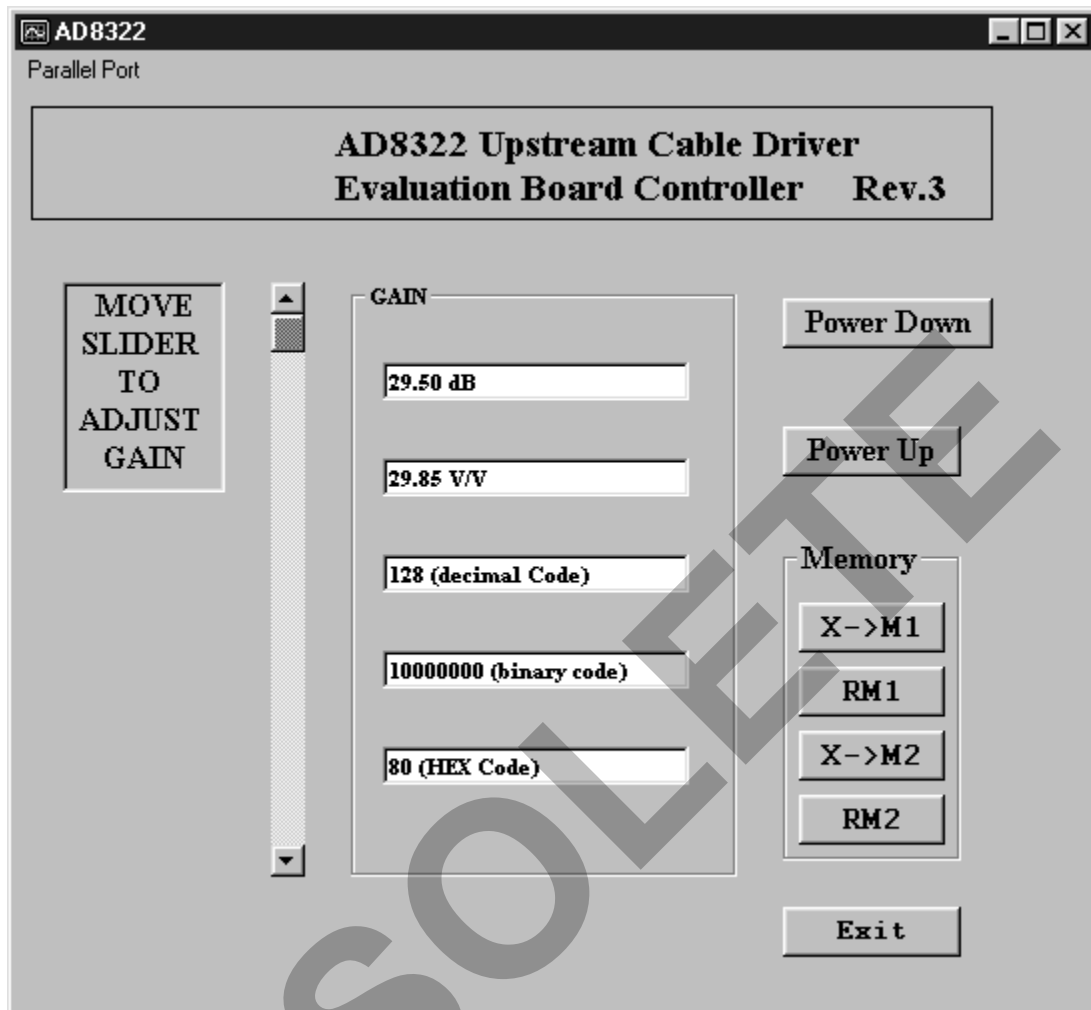 AD8322
Parallel Port
AD8322 Upstream Cable Driver
Evaluation Board Controller Rev.3
MOVE
SLIDER
TO
ADJUST
GAIN
GAIN
29.50 dB
29.85 V/V
128 (decimal Code)
10000000 (binary code)
80 (HEX Code)
Power Down
Power Up
Memory
X->M1
RM1
X->M2
RM2
Exit
SOLETE